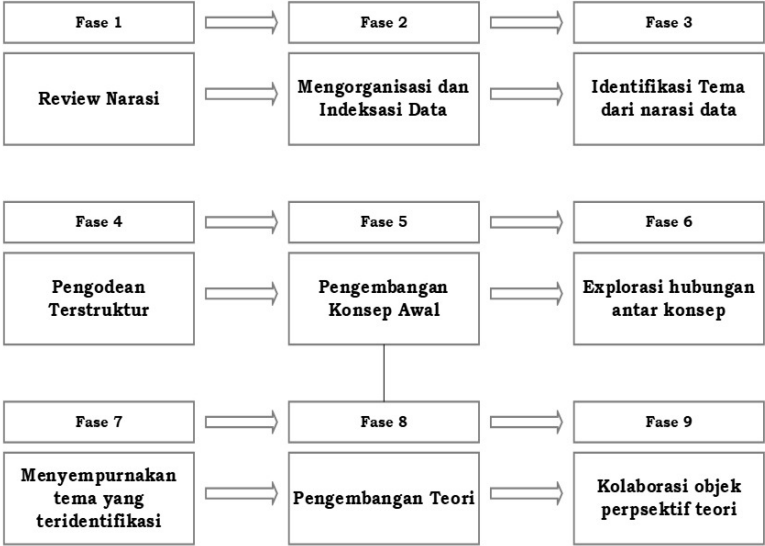 Fase 1
Fase 2
Fase 3
Review Narasi
Mengorganisasi dan
Indeksasi Data
Identifikasi Tema
dari narasi data
Fase 4
Fase 5
Fase 6
Pengodean
Terstruktur
Pengembangan
Konsep Awal
Explorasi hubungan
antar konsep
Fase 7
Fase 8
Fase 9
Menyempurnakan
tema yang
teridentifikasi
Pengembangan Teori
Kolaborasi objek
perpsektif teori